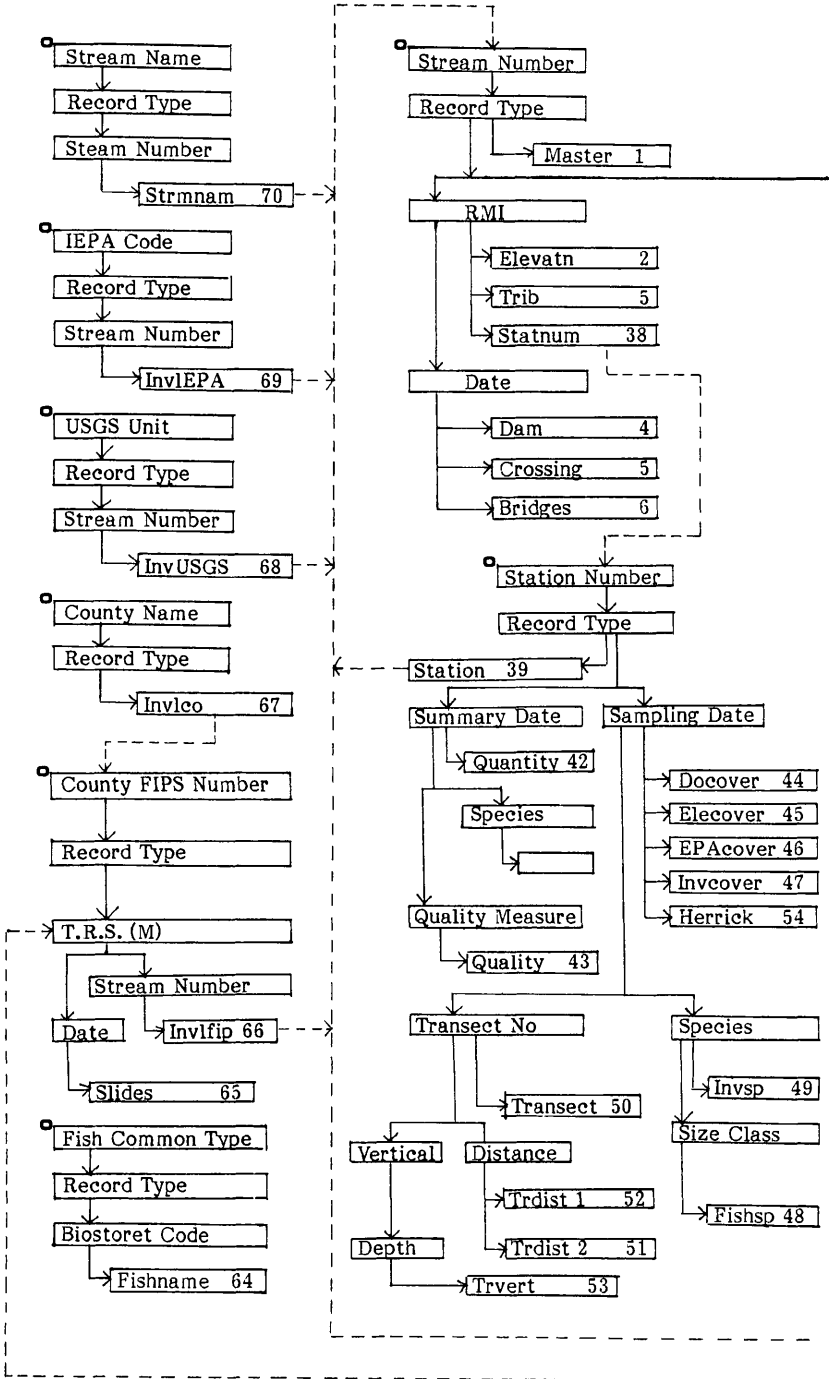 Stream Name
Record Type
Steam Number
Strmnam 70
IEPA Code
Record Type
Stream Number
InvlEPA 69
USGS Unit
Record Type
Stream Number
InvUSGS 68
County Name
Record Type
Invlco 67
County FIPS Number
Record Type
T.R.S. (M)
Stream Number
Date
Invlfip 66
Slides 65
Fish Common Type
Record Type
Biostoret Code
Fishname 64
Stream Number
Record Type
Master 1
RMI
Elevatn 2
Trib 5
Statnum 38
Date
Dam 4
Crossing 5
Bridges 6
Station Number
Record Type
Station 39
Summary Date
Quantity 42
Species
Quality Measure
Quality 43
Sampling Date
Docover 44
Elecover 45
EPAcover 46
Invcover 47
Herrick 54
Transect No
Transect 50
Vertical
Distance
Trdist 1 52
Trdist 2 51
Depth
Trvert 53
Species
Invsp 49
Size Class
Fishsp 48